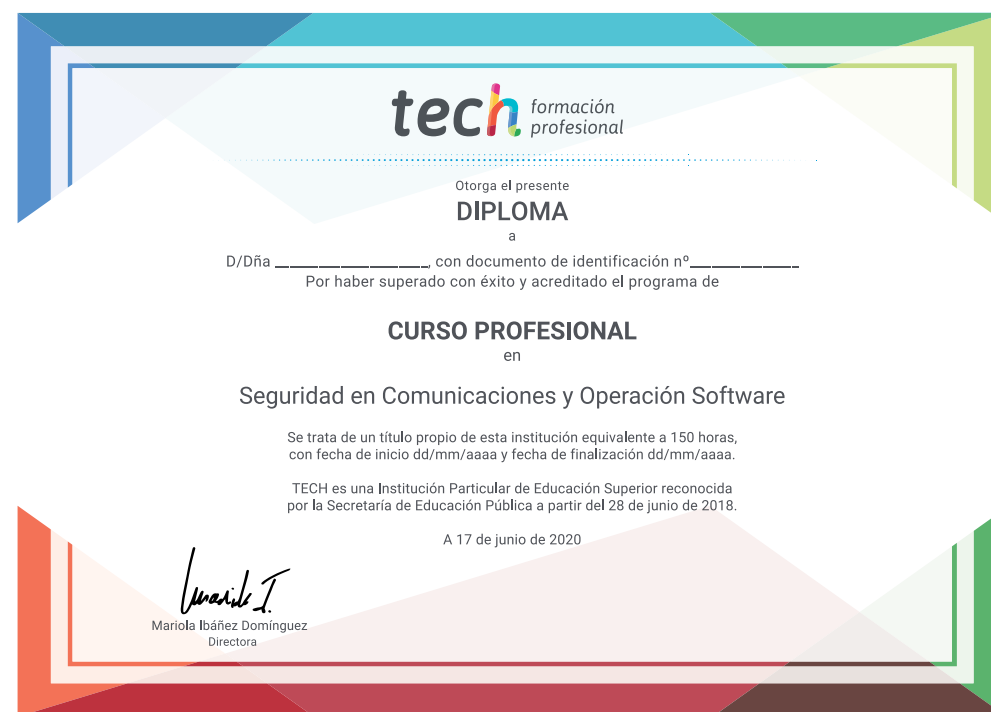 tech formación
profesional
Otorga el presente
DIPLOMA
a
D/Dña ____________________, con documento de identificación nº______________
Por haber superado con éxito y acreditado el programa de
CURSO PROFESIONAL
en
Seguridad en Comunicaciones y Operación Software
Se trata de un título propio de esta institución equivalente a 150 horas,
con fecha de inicio dd/mm/aaaa y fecha de finalización dd/mm/aaaa.
TECH es una Institución Particular de Educación Superior reconocida
por la Secretaría de Educación Pública a partir del 28 de junio de 2018.
A 17 de junio de 2020
Mariola Ibáñez Domínguez
Directora